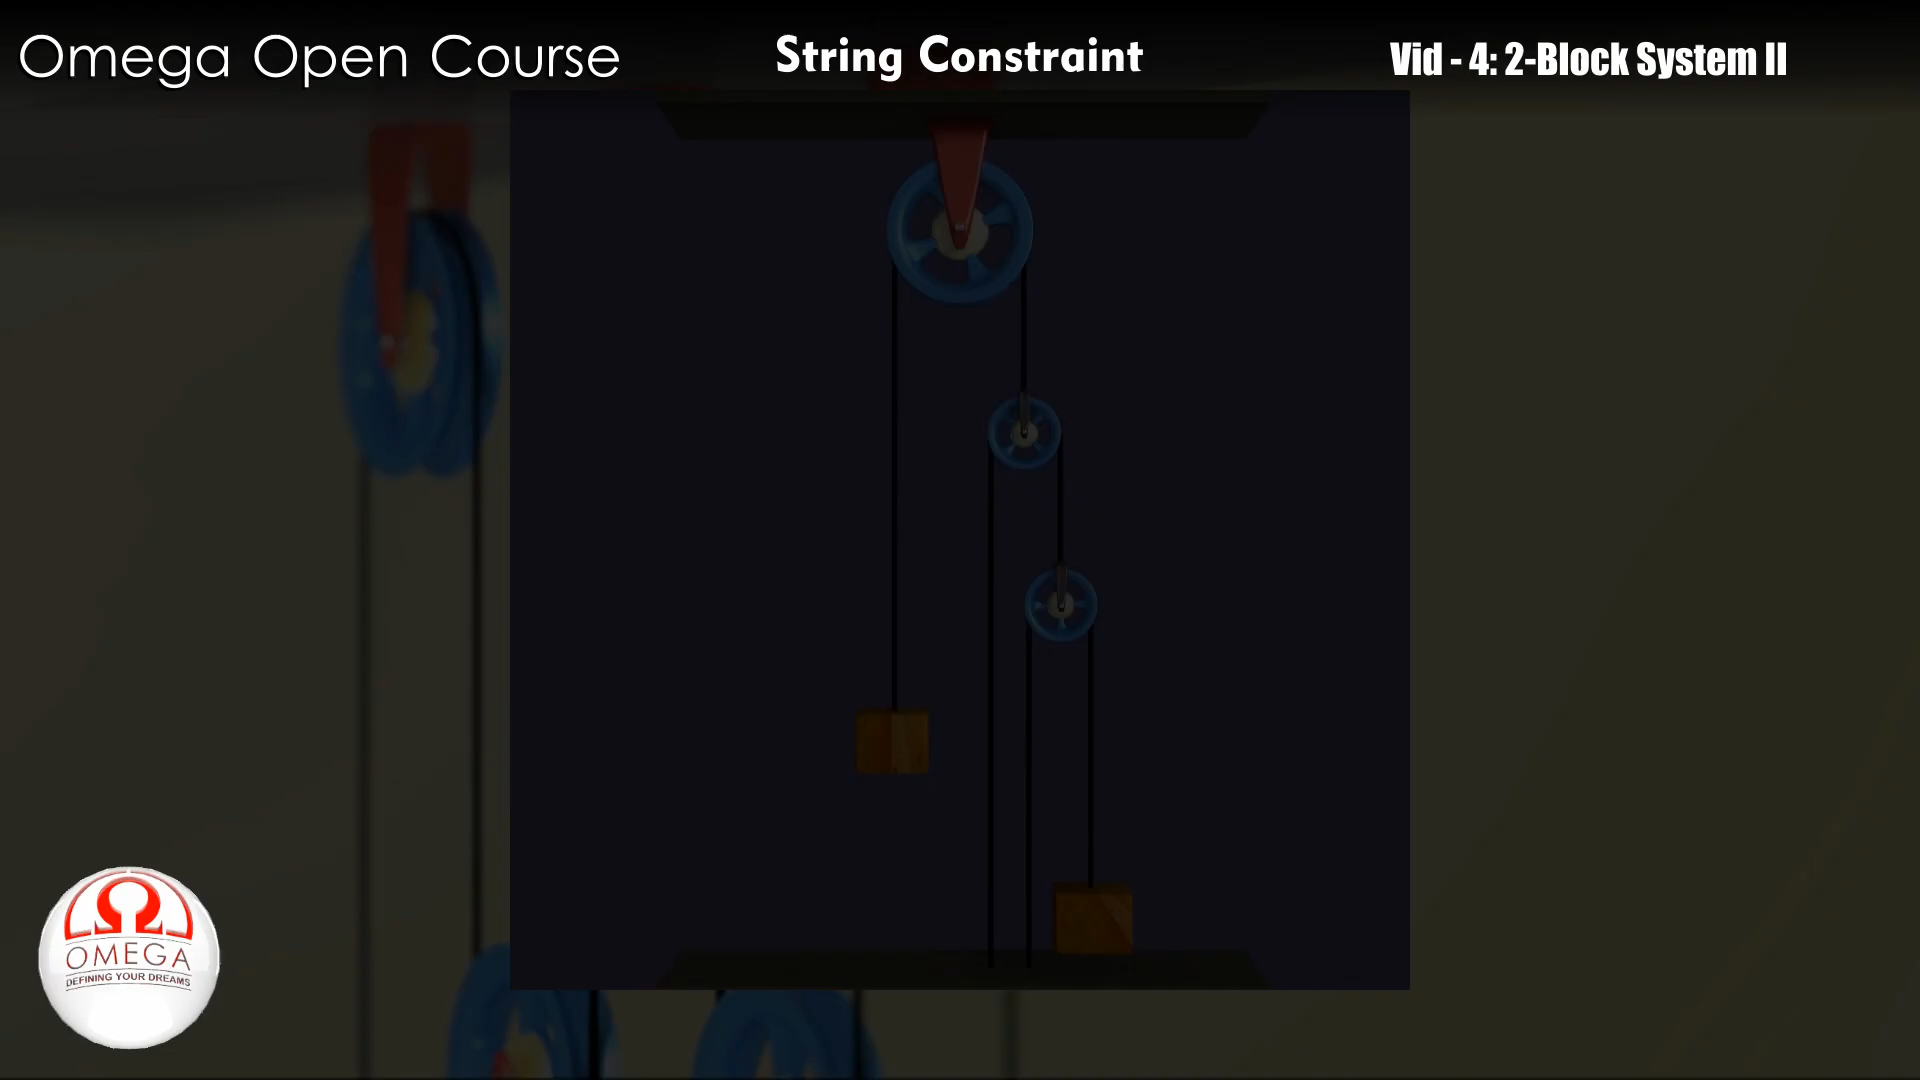 Omega Open Course
String Constraint
Vid - 4: 2-Block System II
OMEGA
DEFINING YOUR DREAMS